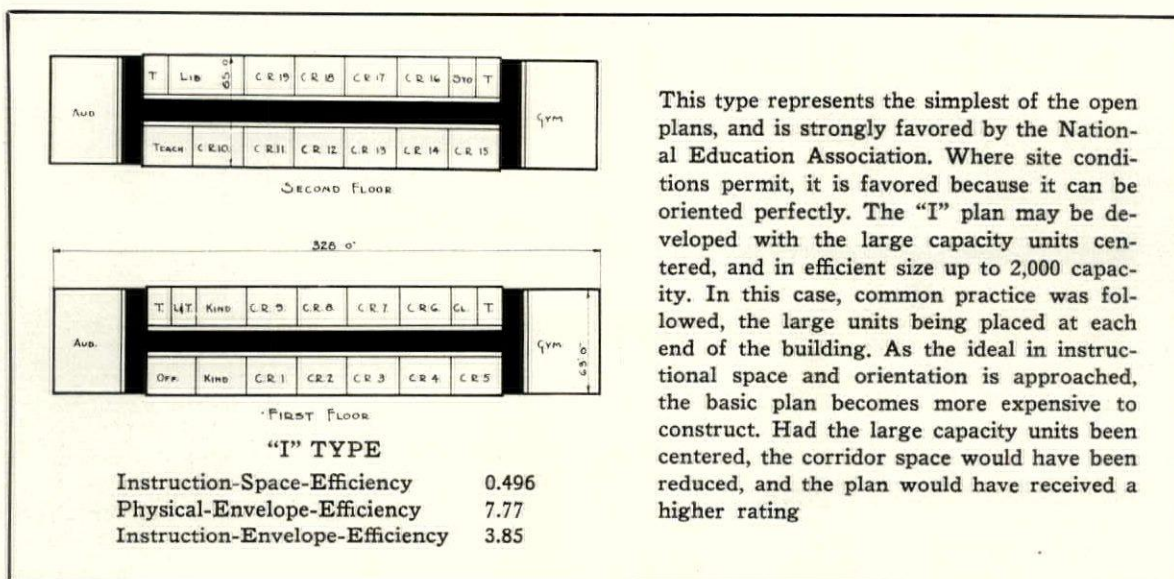 T LIB 65' 0" C R 19 C R 18 C R 17 C R 16 STO T
AUD GYM
TEACH C R 10 C R 11 C R 12 C R 13 C R 14 C R 15
SECOND FLOOR
328' 0"
T. KIND C. R. 9 C. R. 8 C. R. 7 C. R. 6 CL. T.
AUD. GYM 65' 0"
OFF. KIND C. R. 1 C. R. 2 C. R. 3 C. R. 4 C. R. 5
FIRST FLOOR
"I" TYPE
Instruction-Space-Efficiency 0.496
Physical-Envelope-Efficiency 7.77
Instruction-Envelope-Efficiency 3.85
This type represents the simplest of the open
plans, and is strongly favored by the Nation-
al Education Association. Where site condi-
tions permit, it is favored because it can be
oriented perfectly. The "I" plan may be de-
veloped with the large capacity units cen-
tered, and in efficient size up to 2,000 capac-
ity. In this case, common practice was fol-
lowed, the large units being placed at each
end of the building. As the ideal in instruc-
tional space and orientation is approached,
the basic plan becomes more expensive to
construct. Had the large capacity units been
centered, the corridor space would have been
reduced, and the plan would have received a
higher rating